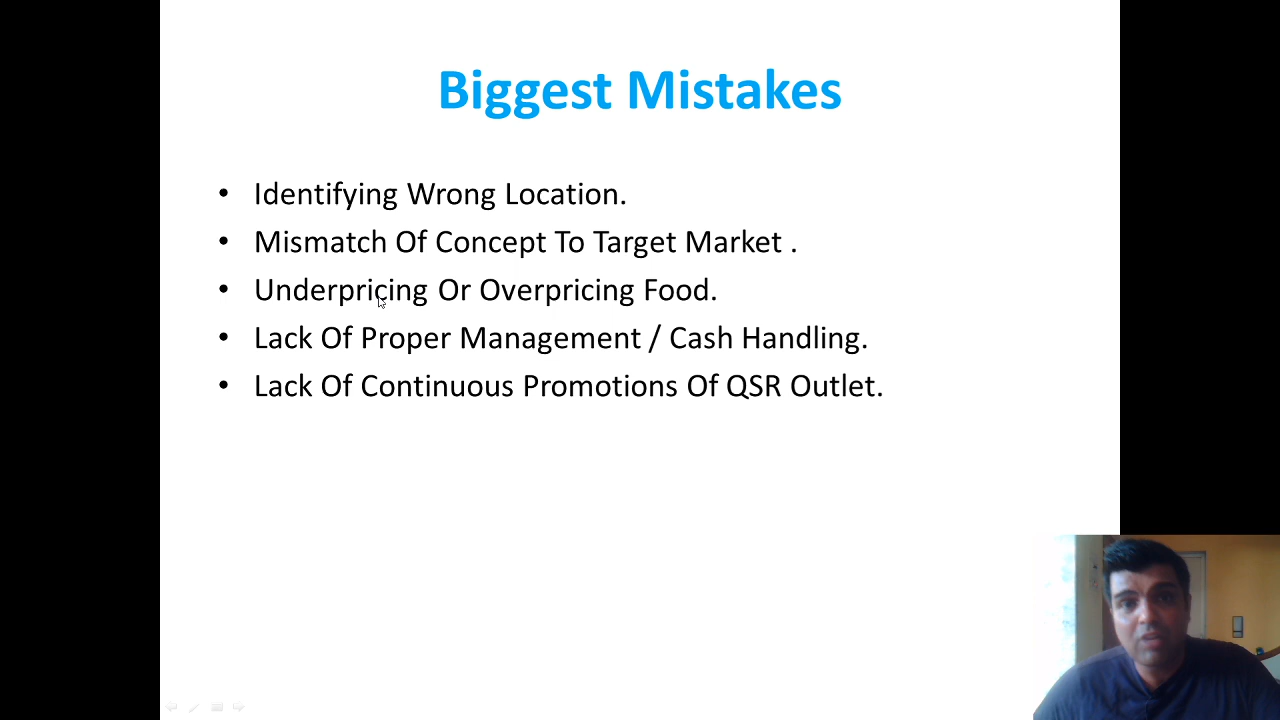 Biggest Mistakes
• Identifying Wrong Location.
• Mismatch Of Concept To Target Market .
• Underpricing Or Overpricing Food.
• Lack Of Proper Management / Cash Handling.
• Lack Of Continuous Promotions Of QSR Outlet.